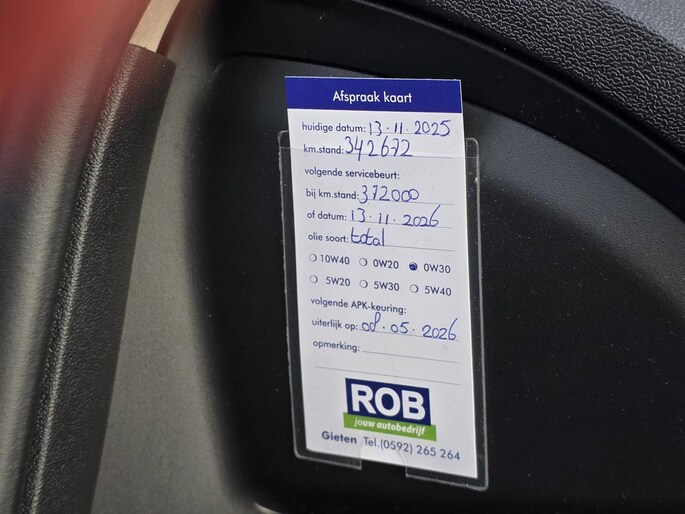 Afspraak kaart
huidige datum: 13.11.2025
km.stand: 342672
volgende servicebeurt:
bij km.stand: 372000
of datum: 13.11.2026
olie soort: total
10W40 0W20 0W30
5W20 5W30 5W40
volgende APK-keuring:
uiterlijk op: 08.05.2026
opmerking:
ROB
jouw autobedrijf
Gieten Tel.(0592) 265 264